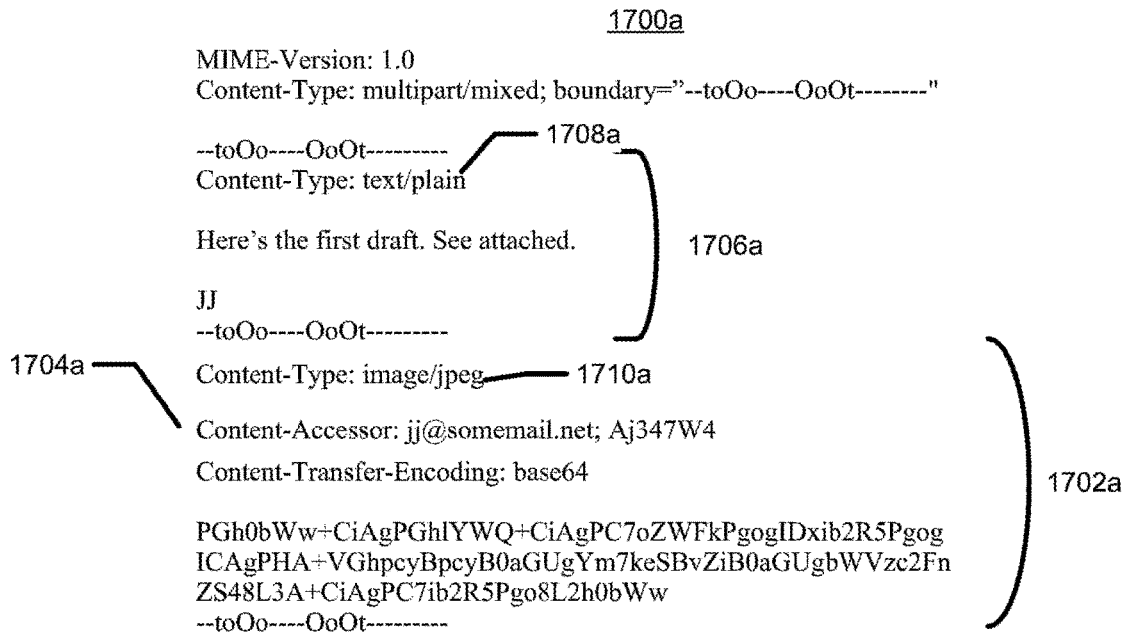 1700a
MIME-Version: 1.0
Content-Type: multipart/mixed; boundary=”--toOo----OoOt--------"
--toOo----OoOt---------
1708a
Content-Type: text/plain
Here’s the first draft. See attached.
1706a
JJ
--toOo----OoOt---------
1704a
Content-Type: image/jpeg
1710a
Content-Accessor: jj@somemail.net; Aj347W4
Content-Transfer-Encoding: base64
1702a
PGh0bWw+CiAgPGhlYWQ+CiAgPC7oZWFkPgogIDxib2R5Pgog
ICAgPHA+VGhpcyBpcyB0aGUgYm7keSBvZiB0aGUgbWVzc2Fn
ZS48L3A+CiAgPC7ib2R5Pgo8L2h0bWw
--toOo----OoOt---------